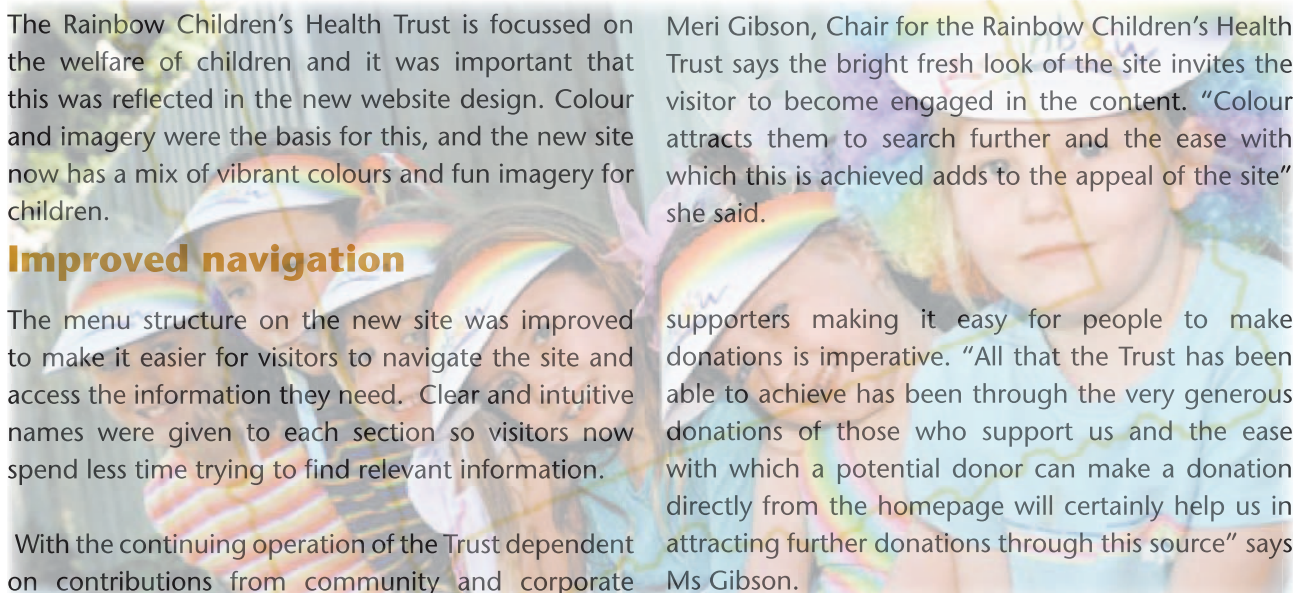 The Rainbow Children’s Health Trust is focussed on
the welfare of children and it was important that
this was reflected in the new website design. Colour
and imagery were the basis for this, and the new site
now has a mix of vibrant colours and fun imagery for
children.
Meri Gibson, Chair for the Rainbow Children’s Health
Trust says the bright fresh look of the site invites the
visitor to become engaged in the content. “Colour
attracts them to search further and the ease with
which this is achieved adds to the appeal of the site”
she said.
Improved navigation
The menu structure on the new site was improved
to make it easier for visitors to navigate the site and
access the information they need. Clear and intuitive
names were given to each section so visitors now
spend less time trying to find relevant information.
With the continuing operation of the Trust dependent
on contributions from community and corporate
supporters making it easy for people to make
donations is imperative. “All that the Trust has been
able to achieve has been through the very generous
donations of those who support us and the ease
with which a potential donor can make a donation
directly from the homepage will certainly help us in
attracting further donations through this source” says
Ms Gibson.